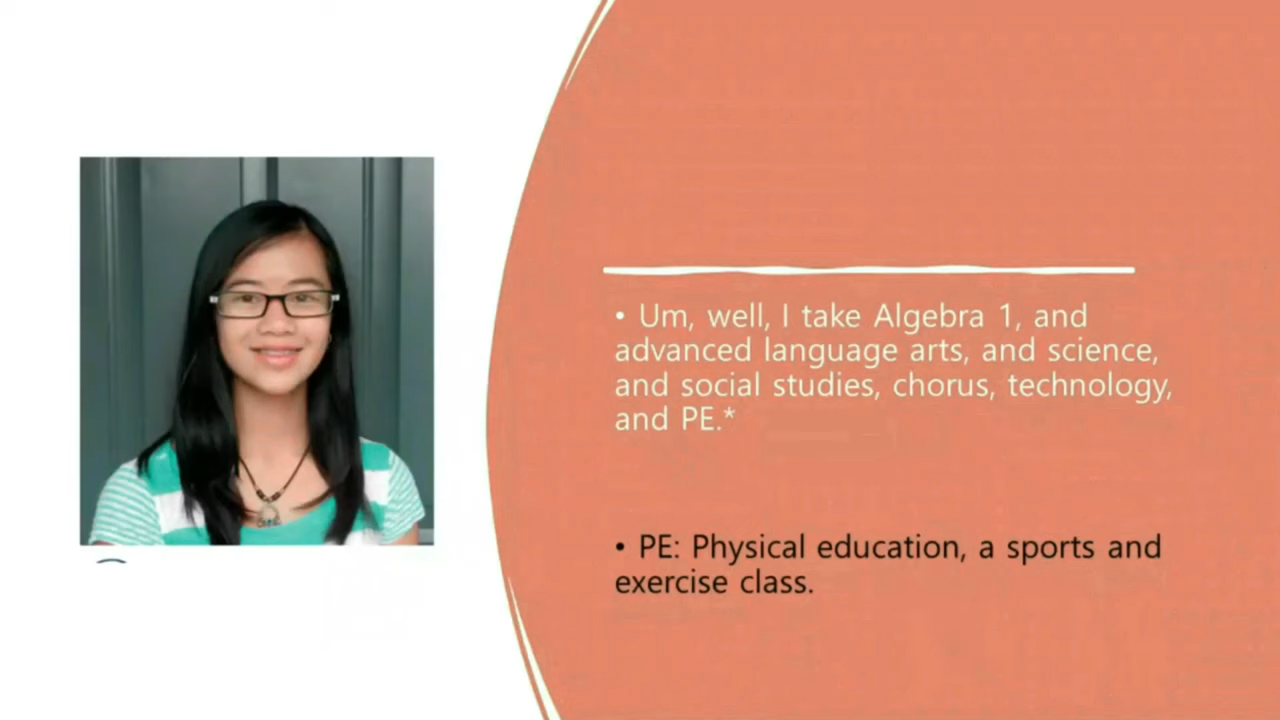 • Um, well, I take Algebra 1, and
advanced language arts, and science,
and social studies, chorus, technology,
and PE.*
• PE: Physical education, a sports and
exercise class.